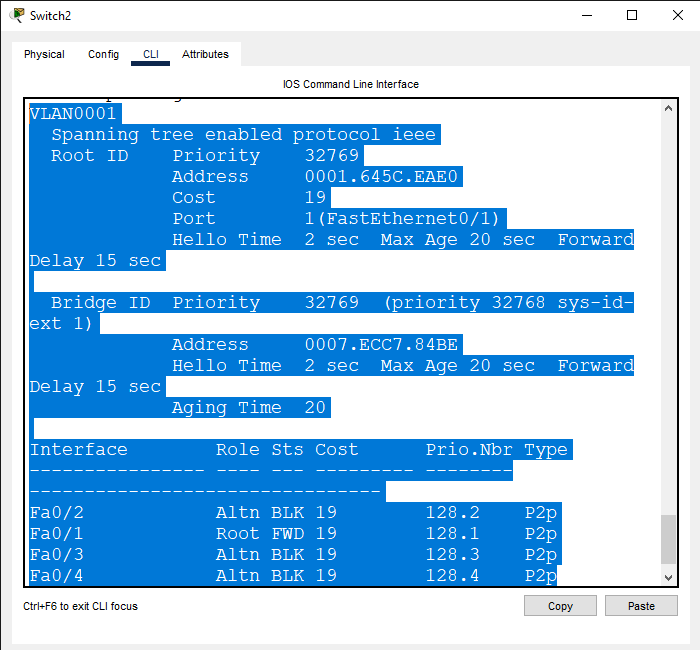 Switch2
Physical Config CLI Attributes
IOS Command Line Interface
VLAN0001
Spanning tree enabled protocol ieee
Root ID Priority 32769
Address 0001.645C.EAE0
Cost 19
Port 1(FastEthernet0/1)
Hello Time 2 sec Max Age 20 sec Forward
Delay 15 sec
Bridge ID Priority 32769 (priority 32768 sys-id-
ext 1)
Address 0007.ECC7.84BE
Hello Time 2 sec Max Age 20 sec Forward
Delay 15 sec
Aging Time 20
Interface Role Sts Cost Prio.Nbr Type
---------------- ---- --- --------- --------
--------------------------------
Fa0/2 Altn BLK 19 128.2 P2p
Fa0/1 Root FWD 19 128.1 P2p
Fa0/3 Altn BLK 19 128.3 P2p
Fa0/4 Altn BLK 19 128.4 P2p
Ctrl+F6 to exit CLI focus
Copy Paste